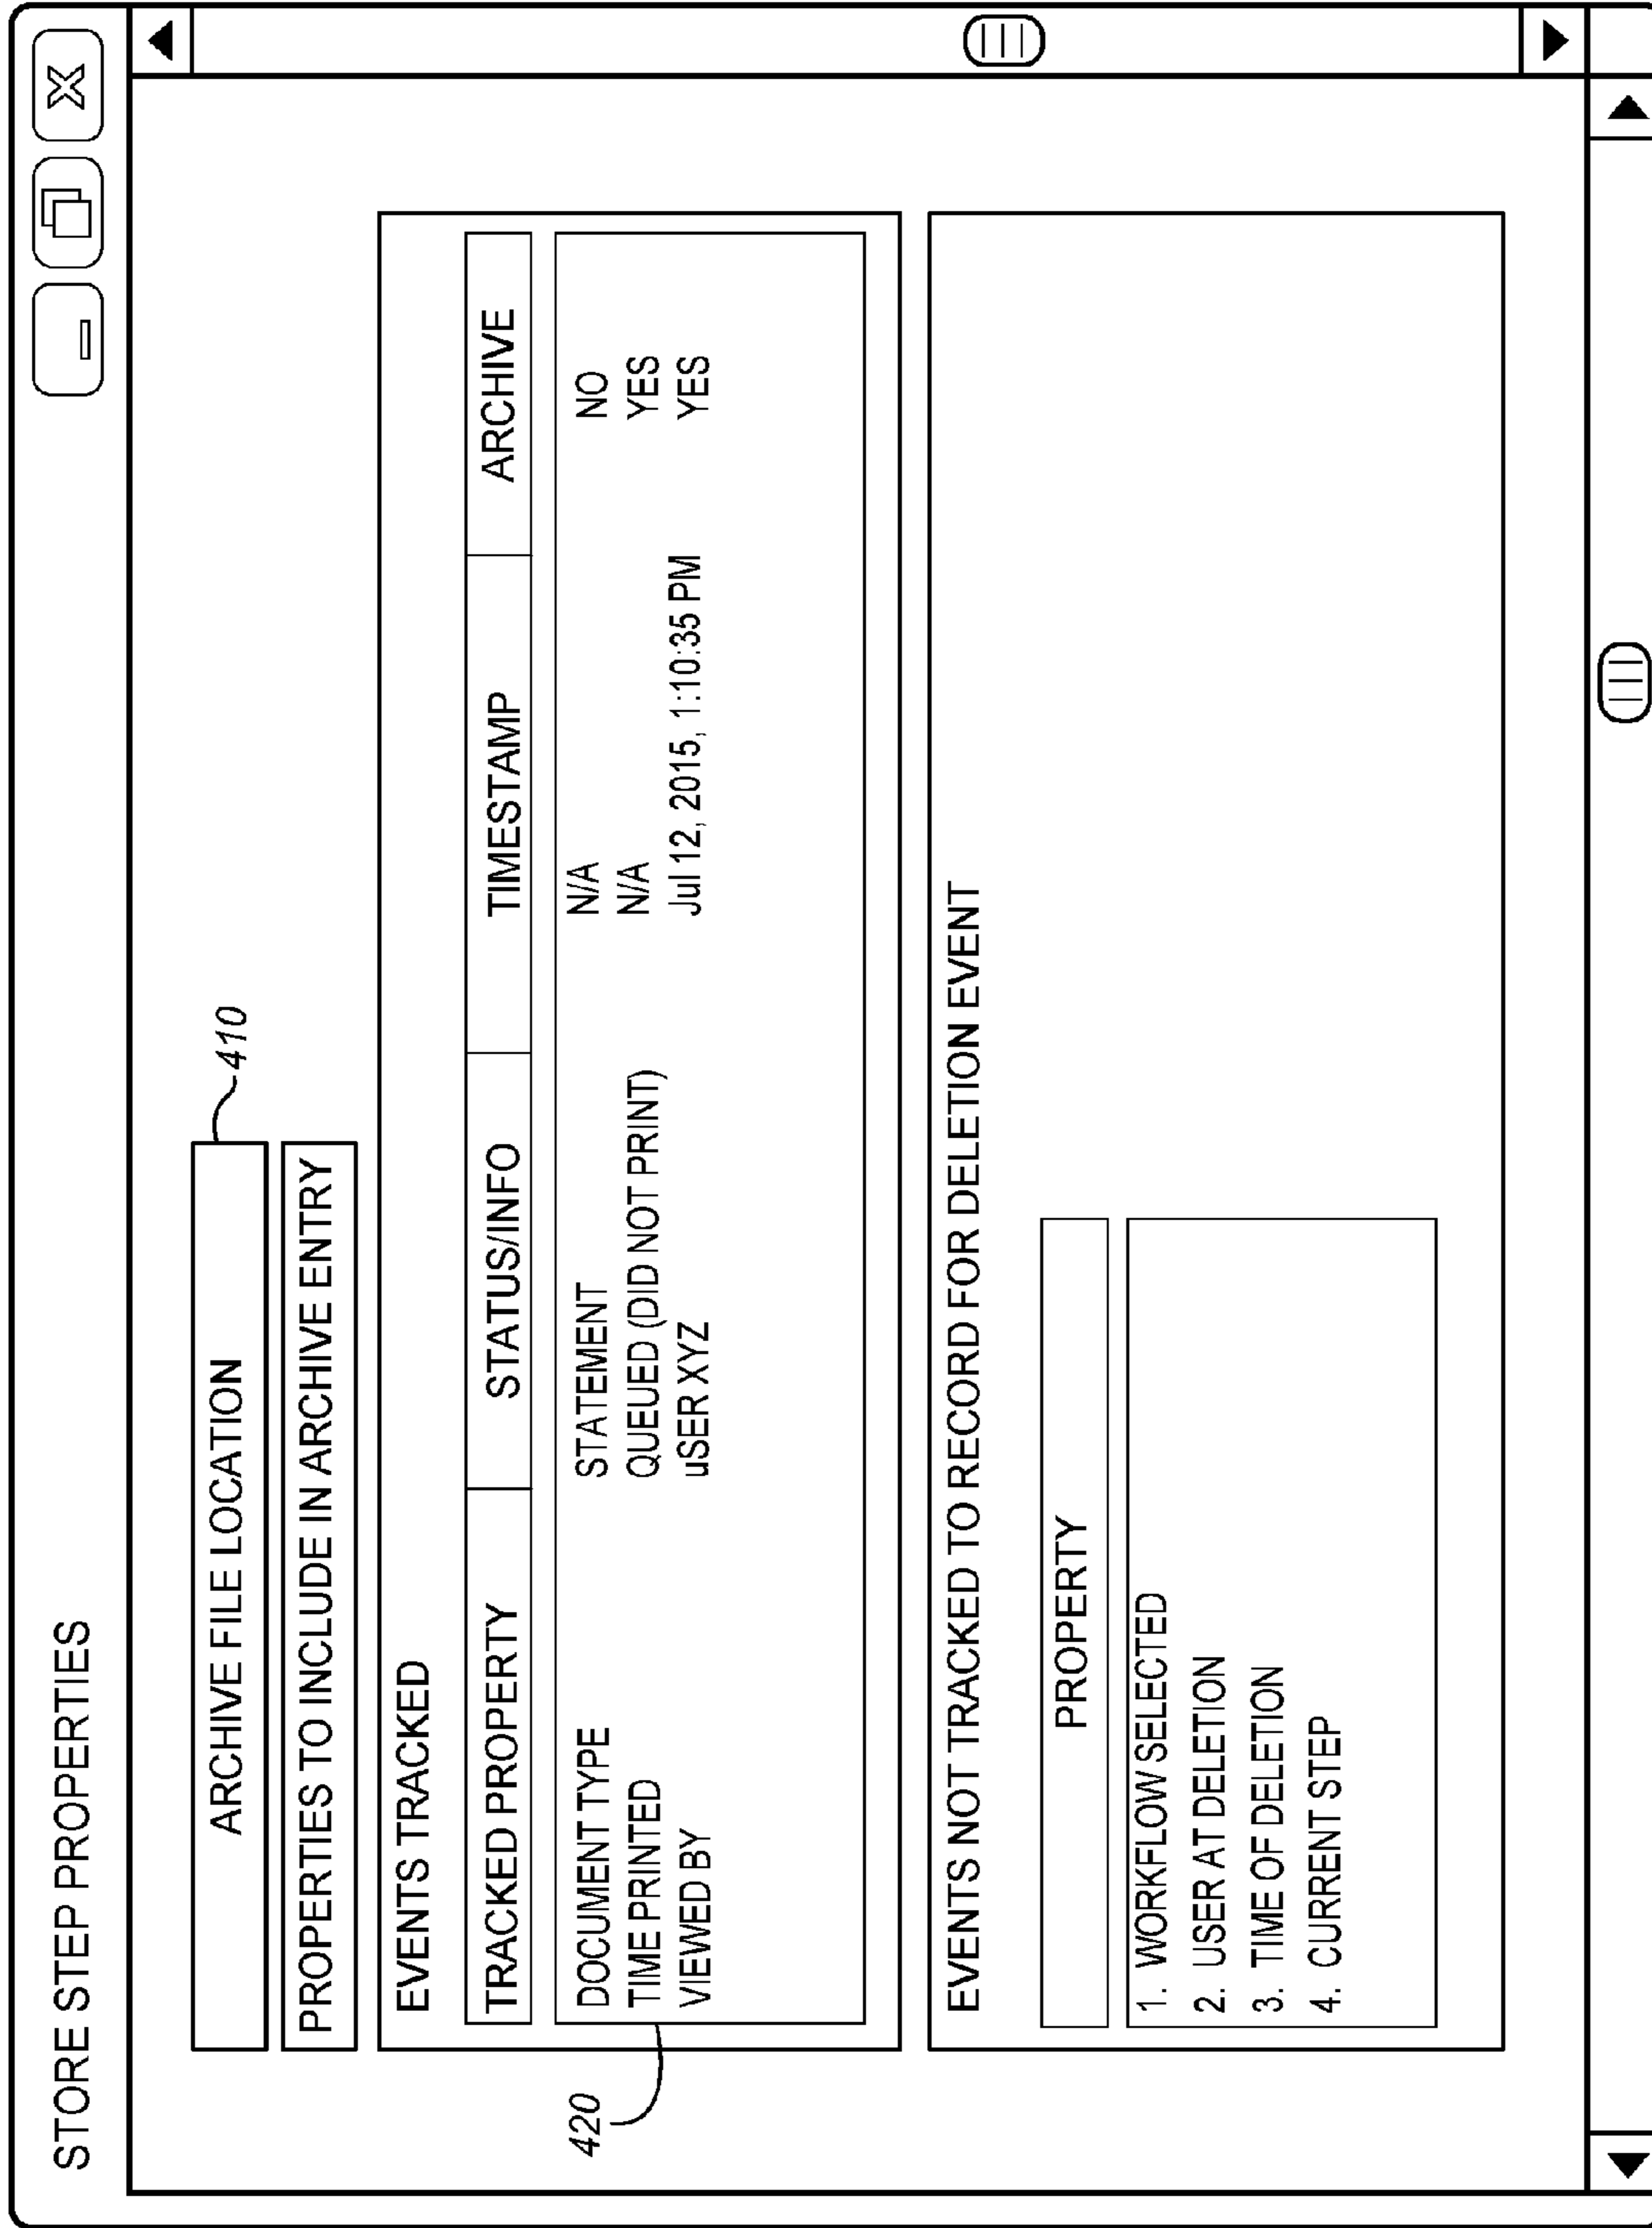 STORE STEP PROPERTIES
X
ARCHIVE FILE LOCATION
410
PROPERTIES TO INCLUDE IN ARCHIVE ENTRY
EVENTS TRACKED
TRACKED PROPERTY STATUS/INFO TIMESTAMP ARCHIVE
DOCUMENT TYPE STATEMENT N/A NO
TIME PRINTED QUEUED (DID NOT PRINT) N/A YES
VIEWED BY uSER XYZ Jul 12, 2015, 1:10:35 PM YES
420
EVENTS NOT TRACKED TO RECORD FOR DELETION EVENT
PROPERTY
1. WORKFLOW SELECTED
2. USER AT DELETION
3. TIME OF DELETION
4. CURRENT STEP